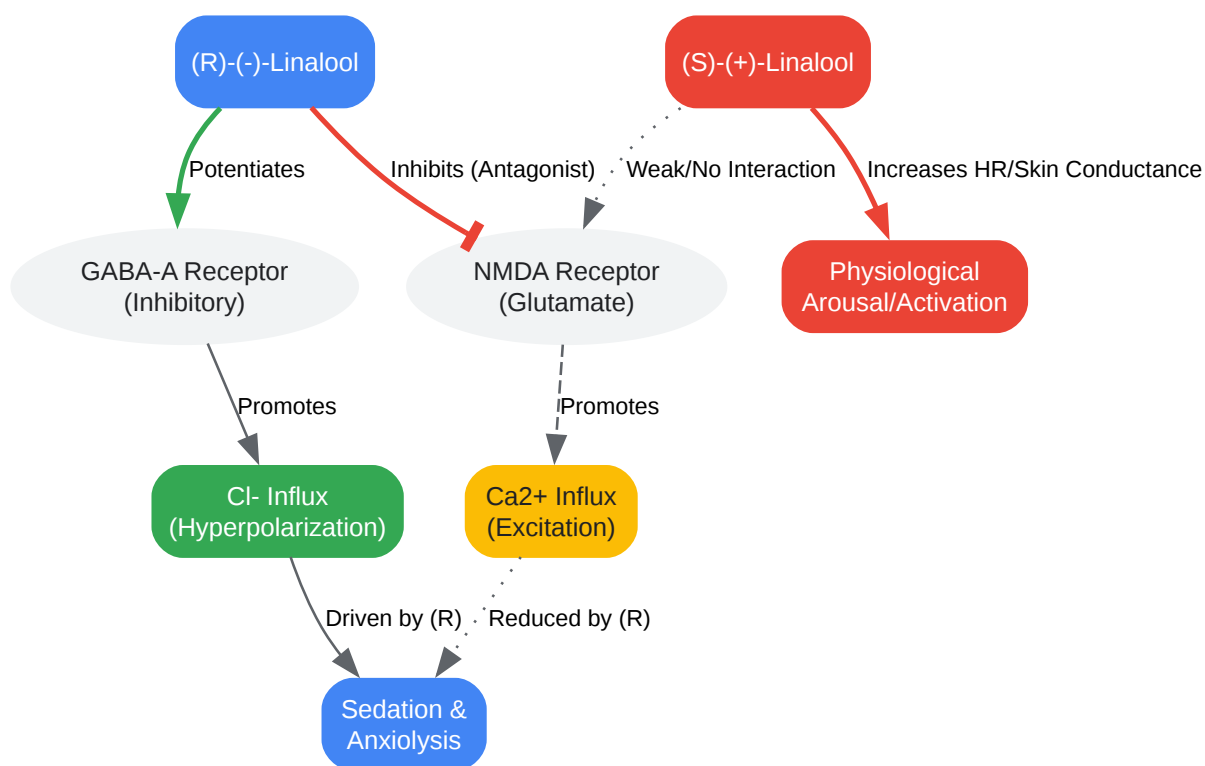 (R)-(-)-Linalool
(S)-(+)-Linalool
Potentiates
Inhibits (Antagonist)
Weak/No Interaction
Increases HR/Skin Conductance
GABA-A Receptor
(Inhibitory)
NMDA Receptor
(Glutamate)
Physiological
Arousal/Activation
Promotes
Promotes
Cl- Influx
(Hyperpolarization)
Ca2+ Influx
(Excitation)
Driven by (R)
Reduced by (R)
Sedation &
Anxiolysis